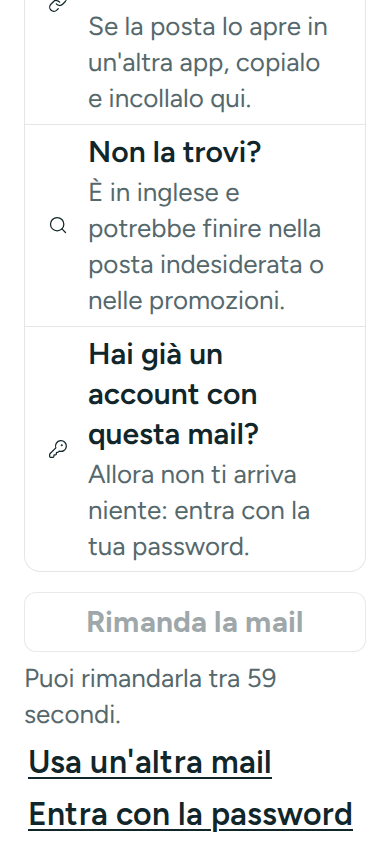 Se la posta lo apre in
un'altra app, copialo
e incollalo qui.
Non la trovi?
È in inglese e
potrebbe finire nella
posta indesiderata o
nelle promozioni.
Hai già un
account con
questa mail?
Allora non ti arriva
niente: entra con la
tua password.
Rimanda la mail
Puoi rimandarla tra 59
secondi.
Usa un'altra mail
Entra con la password